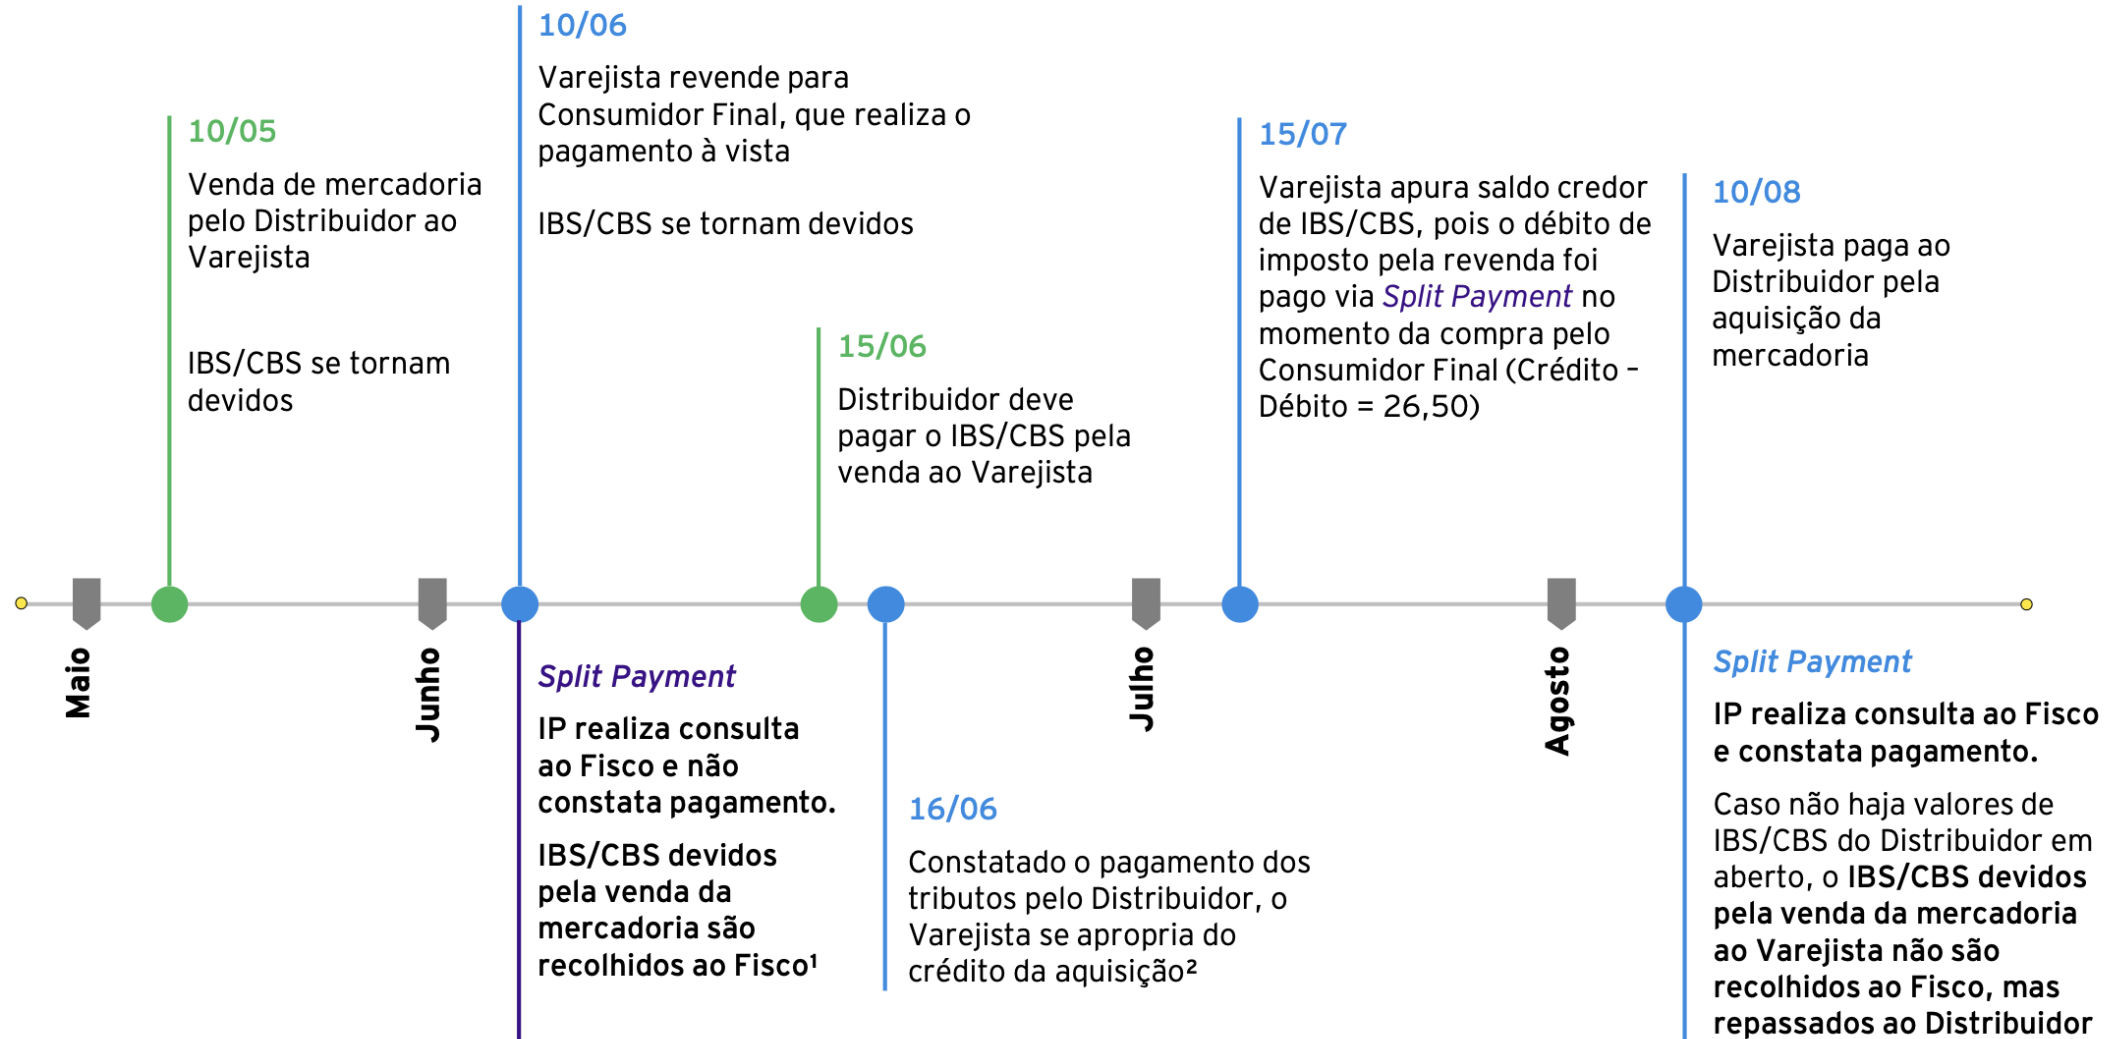 10/06
Varejista revende para
Consumidor Final, que realiza o
pagamento à vista
IBS/CBS se tornam devidos
10/05
Venda de mercadoria
pelo Distribuidor ao
Varejista
IBS/CBS se tornam
devidos
15/06
Distribuidor deve
pagar o IBS/CBS pela
venda ao Varejista
15/07
Varejista apura saldo credor
de IBS/CBS, pois o débito de
imposto pela revenda foi
pago via Split Payment no
momento da compra pelo
Consumidor Final (Crédito –
Débito = 26,50)
10/08
Varejista paga ao
Distribuidor pela
aquisição da
mercadoria
Maio
Junho
Julho
Agosto
Split Payment
IP realiza consulta
ao Fisco e não
constata pagamento.
IBS/CBS devidos
pela venda da
mercadoria são
recolhidos ao Fisco¹
16/06
Constatado o pagamento dos
tributos pelo Distribuidor, o
Varejista se apropria do
crédito da aquisição²
Split Payment
IP realiza consulta ao Fisco
e constata pagamento.
Caso não haja valores de
IBS/CBS do Distribuidor em
aberto, o IBS/CBS devidos
pela venda da mercadoria
ao Varejista não são
recolhidos ao Fisco, mas
repassados ao Distribuidor